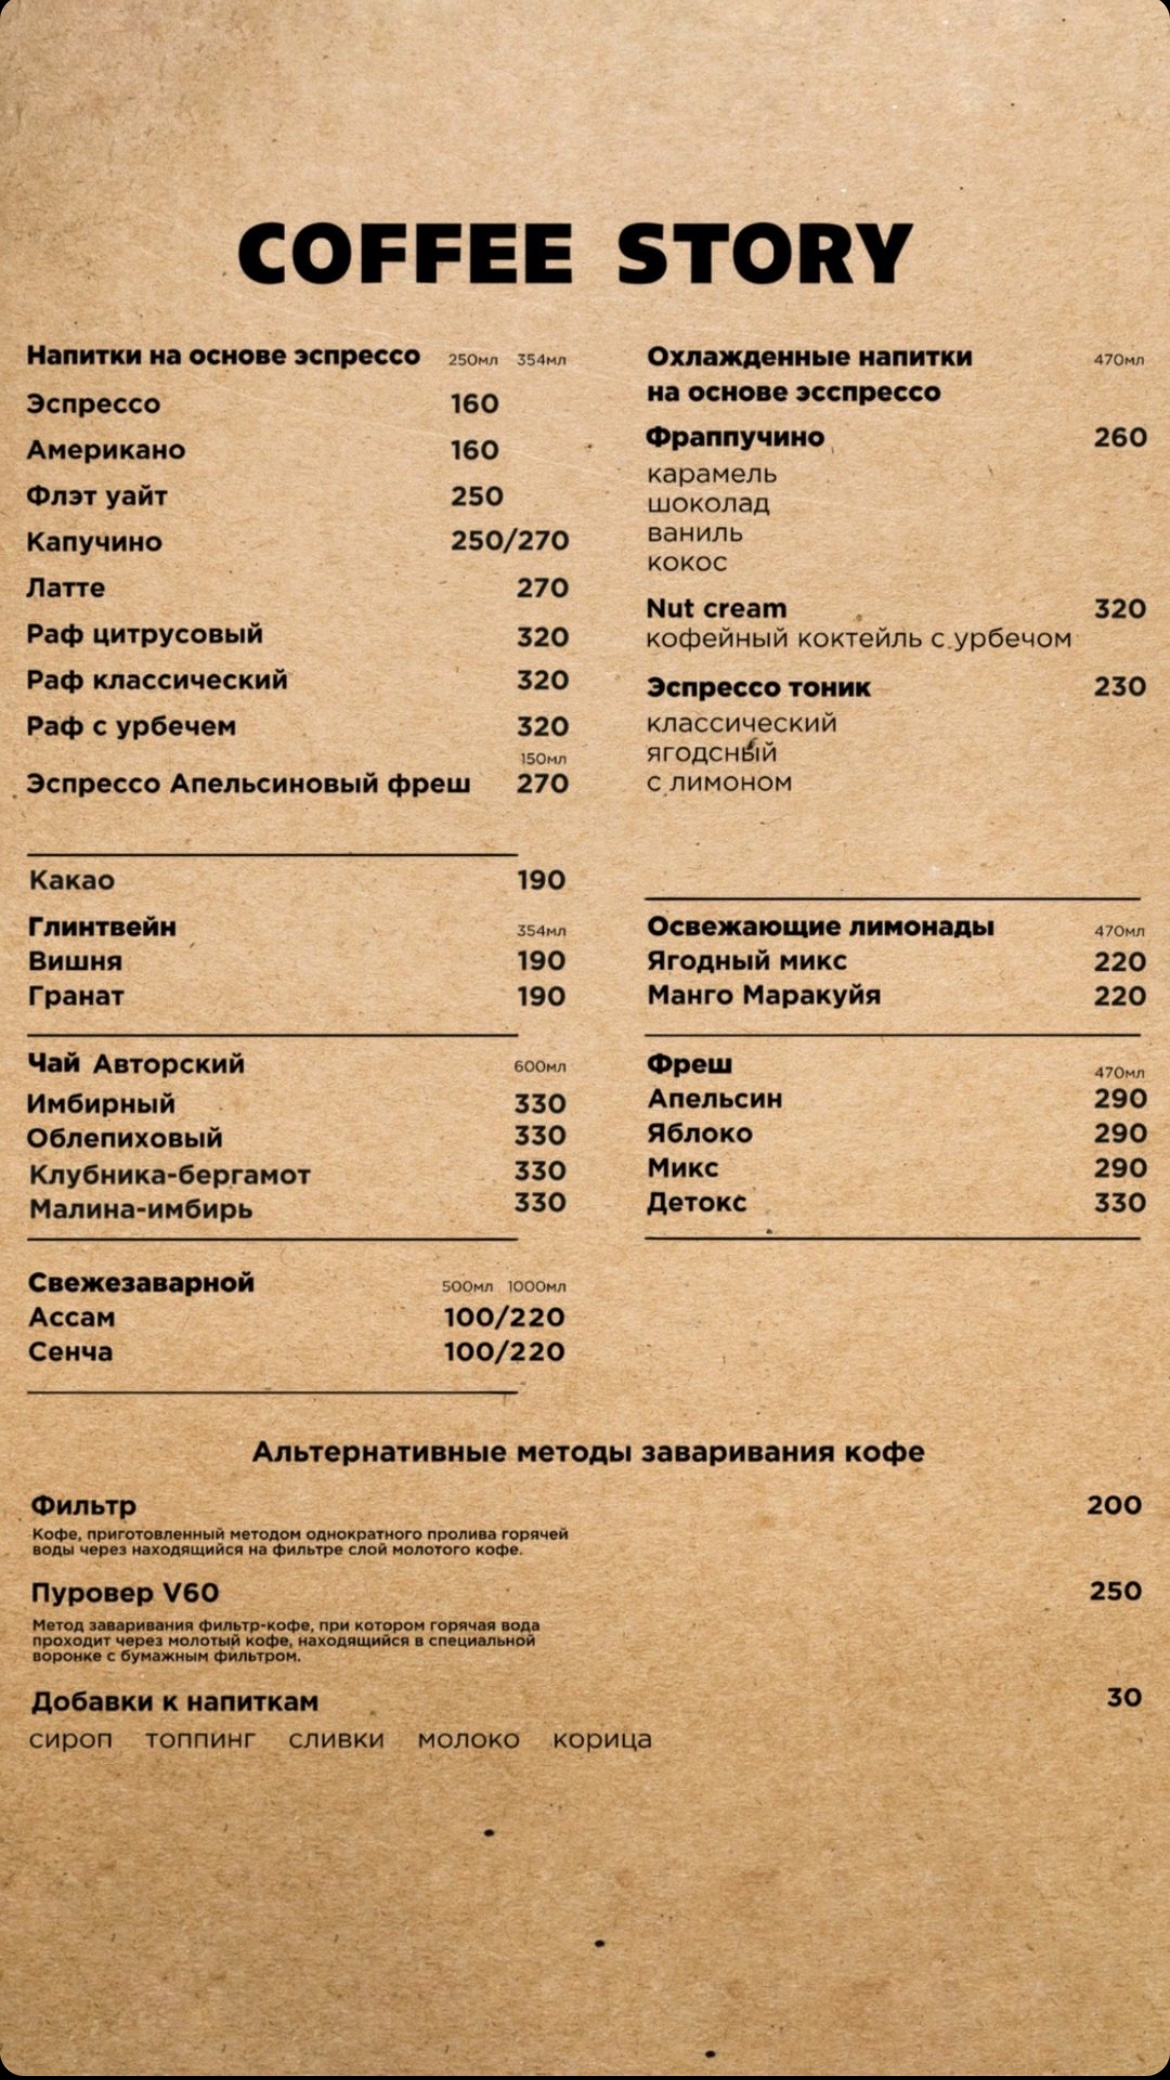 COFFEE STORY
Напитки на основе эспрессо 250мл 354мл
Эспрессо 160
Американо 160
Флэт уайт 250
Капучино 250/270
Латте 270
Раф цитрусовый 320
Раф классический 320
Раф с урбечем 320
150мл
Эспрессо Апельсиновый фреш 270
Какао 190
Глинтвейн 354мл
Вишня 190
Гранат 190
Чай Авторский 600мл
Имбирный 330
Облепиховый 330
Клубника-бергамот 330
Малина-имбирь 330
Свежезаварной 500мл 1000мл
Ассам 100/220
Сенча 100/220
Охлажденные напитки 470мл
на основе эсспрессо
Фраппучино 260
карамель
шоколад
ваниль
кокос
Nut cream 320
кофейный коктейль с урбечом
Эспрессо тоник 230
классический
ягодсный
с лимоном
Освежающие лимонады 470мл
Ягодный микс 220
Манго Маракуйя 220
Фреш 470мл
Апельсин 290
Яблоко 290
Микс 290
Детокс 330
Альтернативные методы заваривания кофе
Фильтр 200
Кофе, приготовленный методом однократного пролива горячей
воды через находящийся на фильтре слой молотого кофе.
Пуровер V60 250
Метод заваривания фильтр-кофе, при котором горячая вода
проходит через молотый кофе, находящийся в специальной
воронке с бумажным фильтром.
Добавки к напиткам 30
сироп топпинг сливки молоко корица